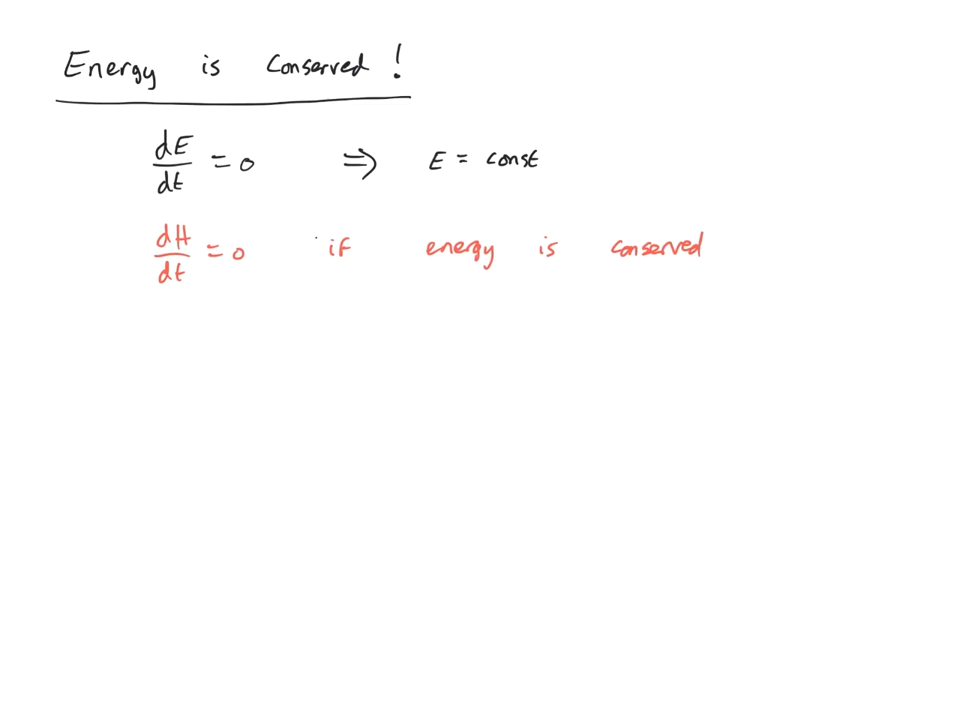 Energy is conserved!
dE/dt = 0 ⇒ E = const
dH/dt = 0 if energy is conserved